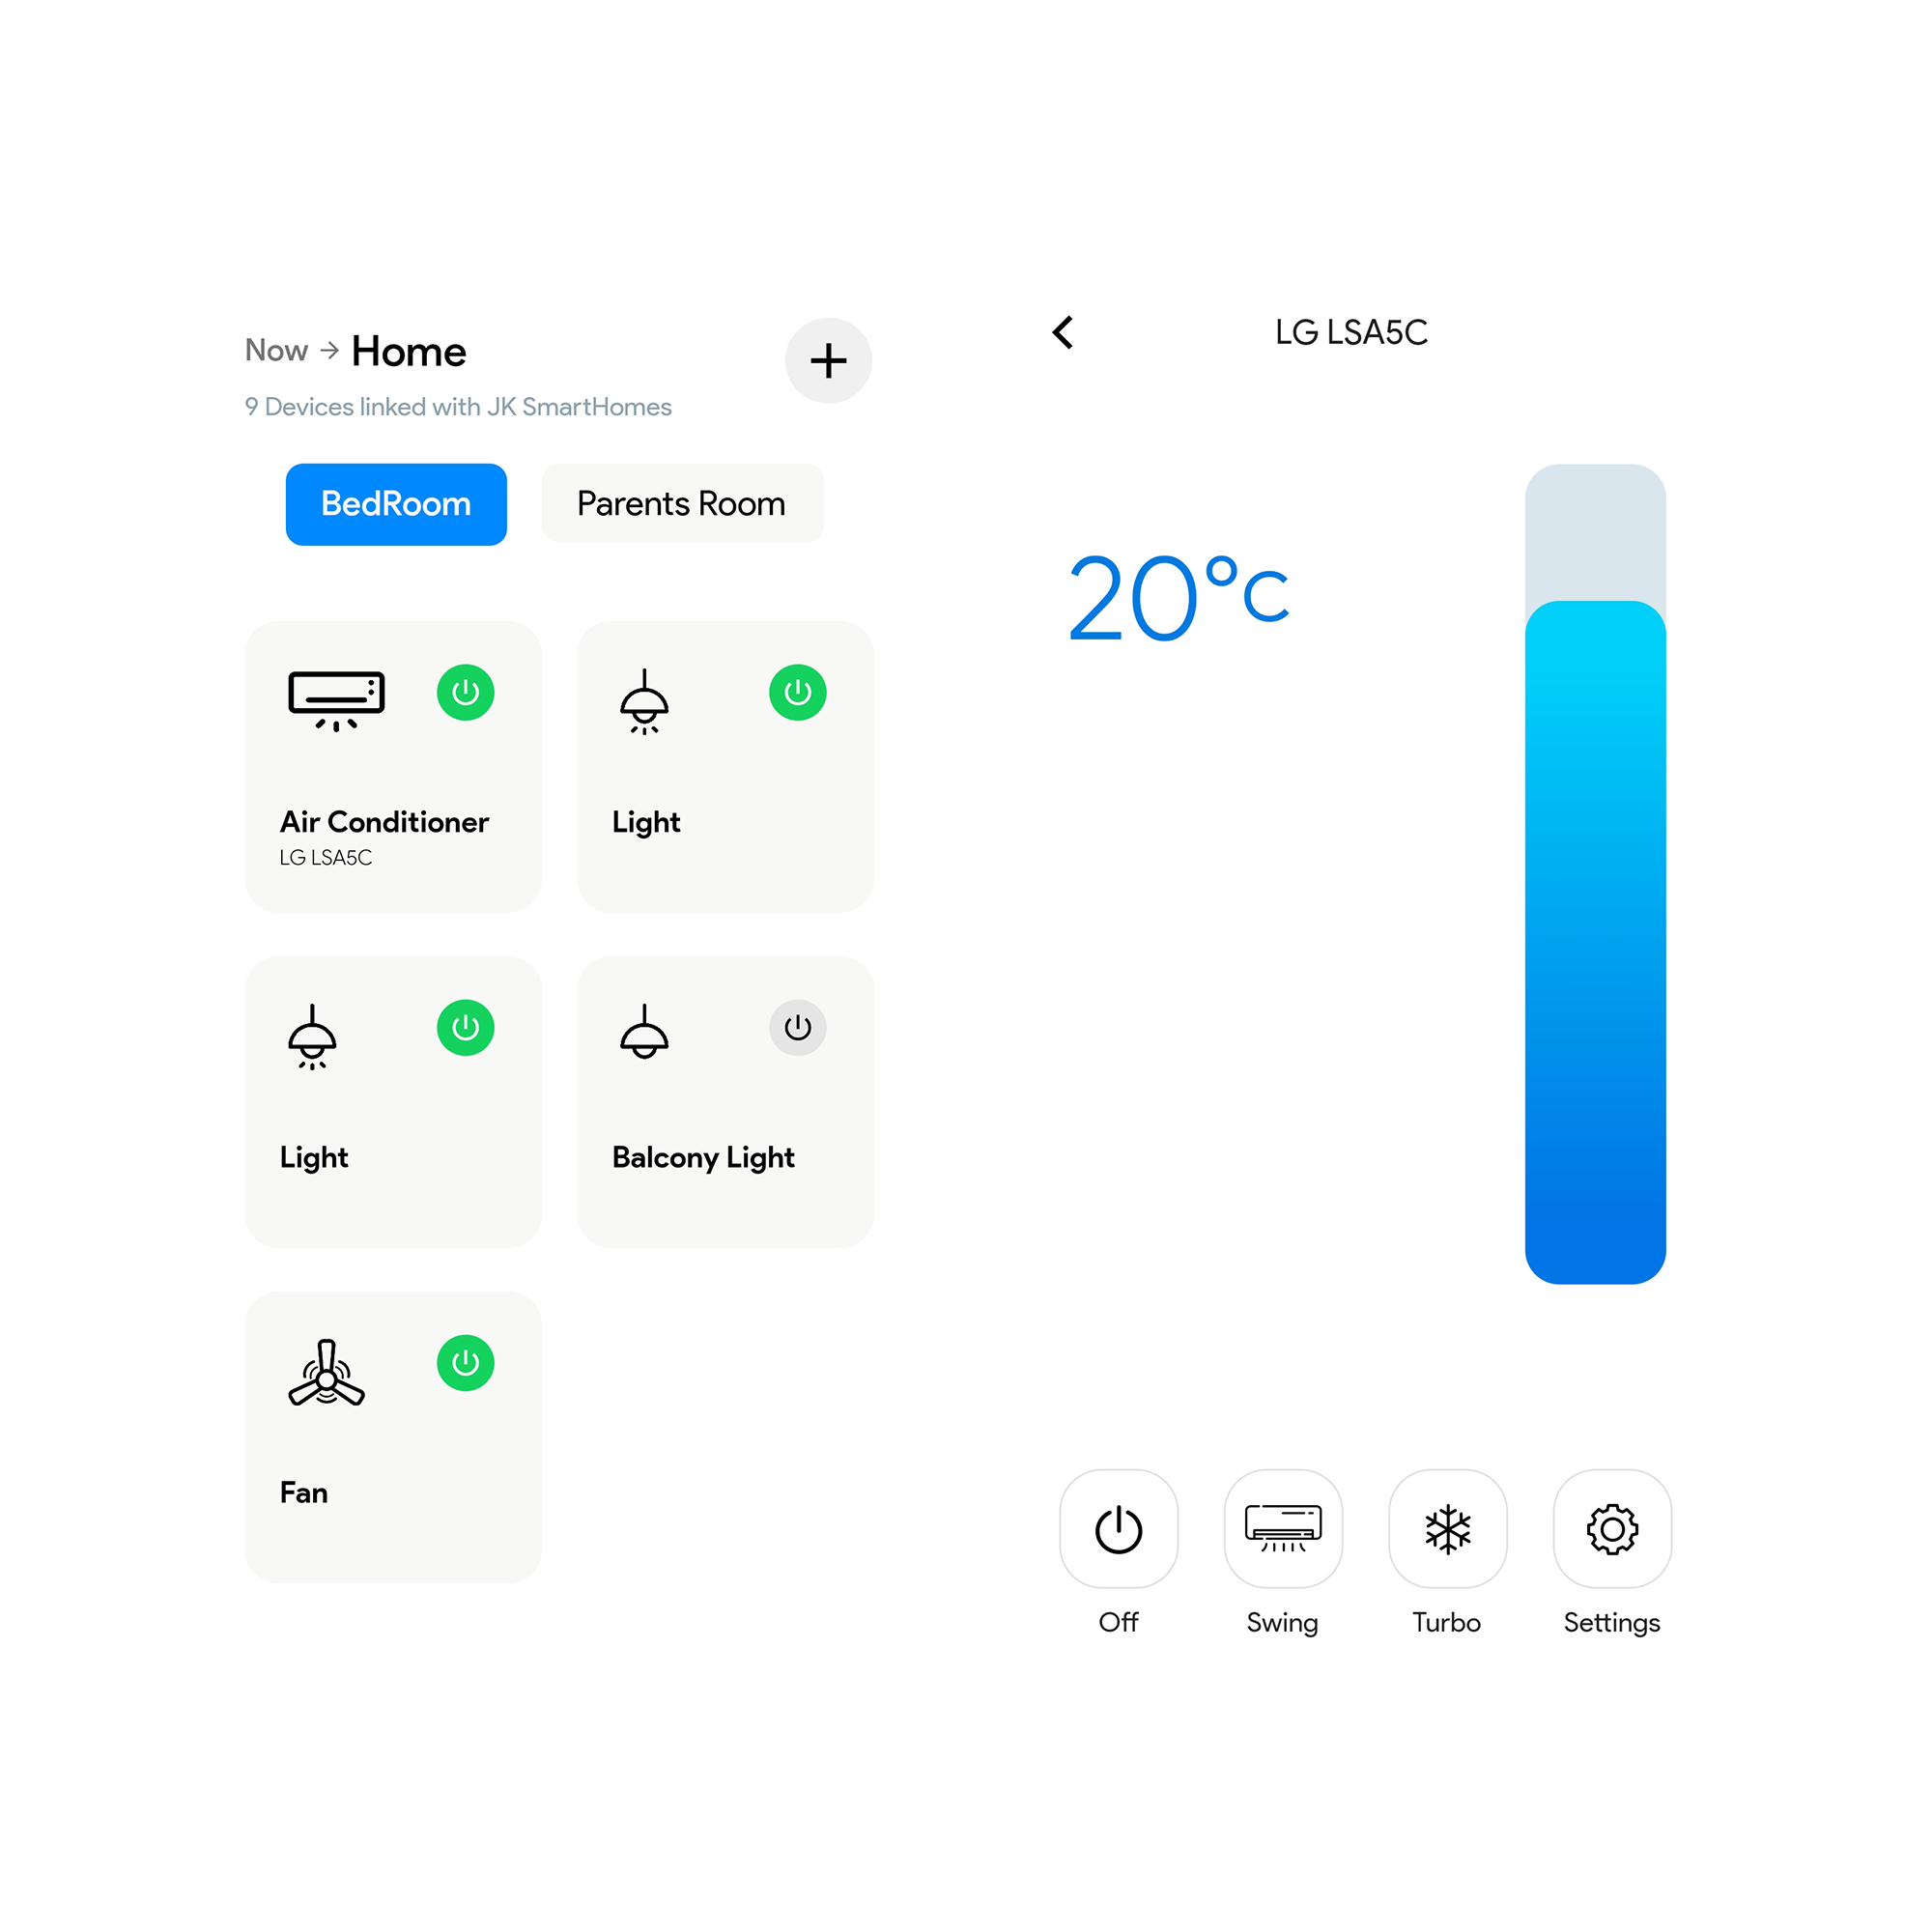 Now → Home
9 Devices linked with JK SmartHomes
BedRoom
Parents Room
Air Conditioner
LG LSA5C
Light
Light
Balcony Light
Fan
LG LSA5C
20°C
Off
Swing
Turbo
Settings